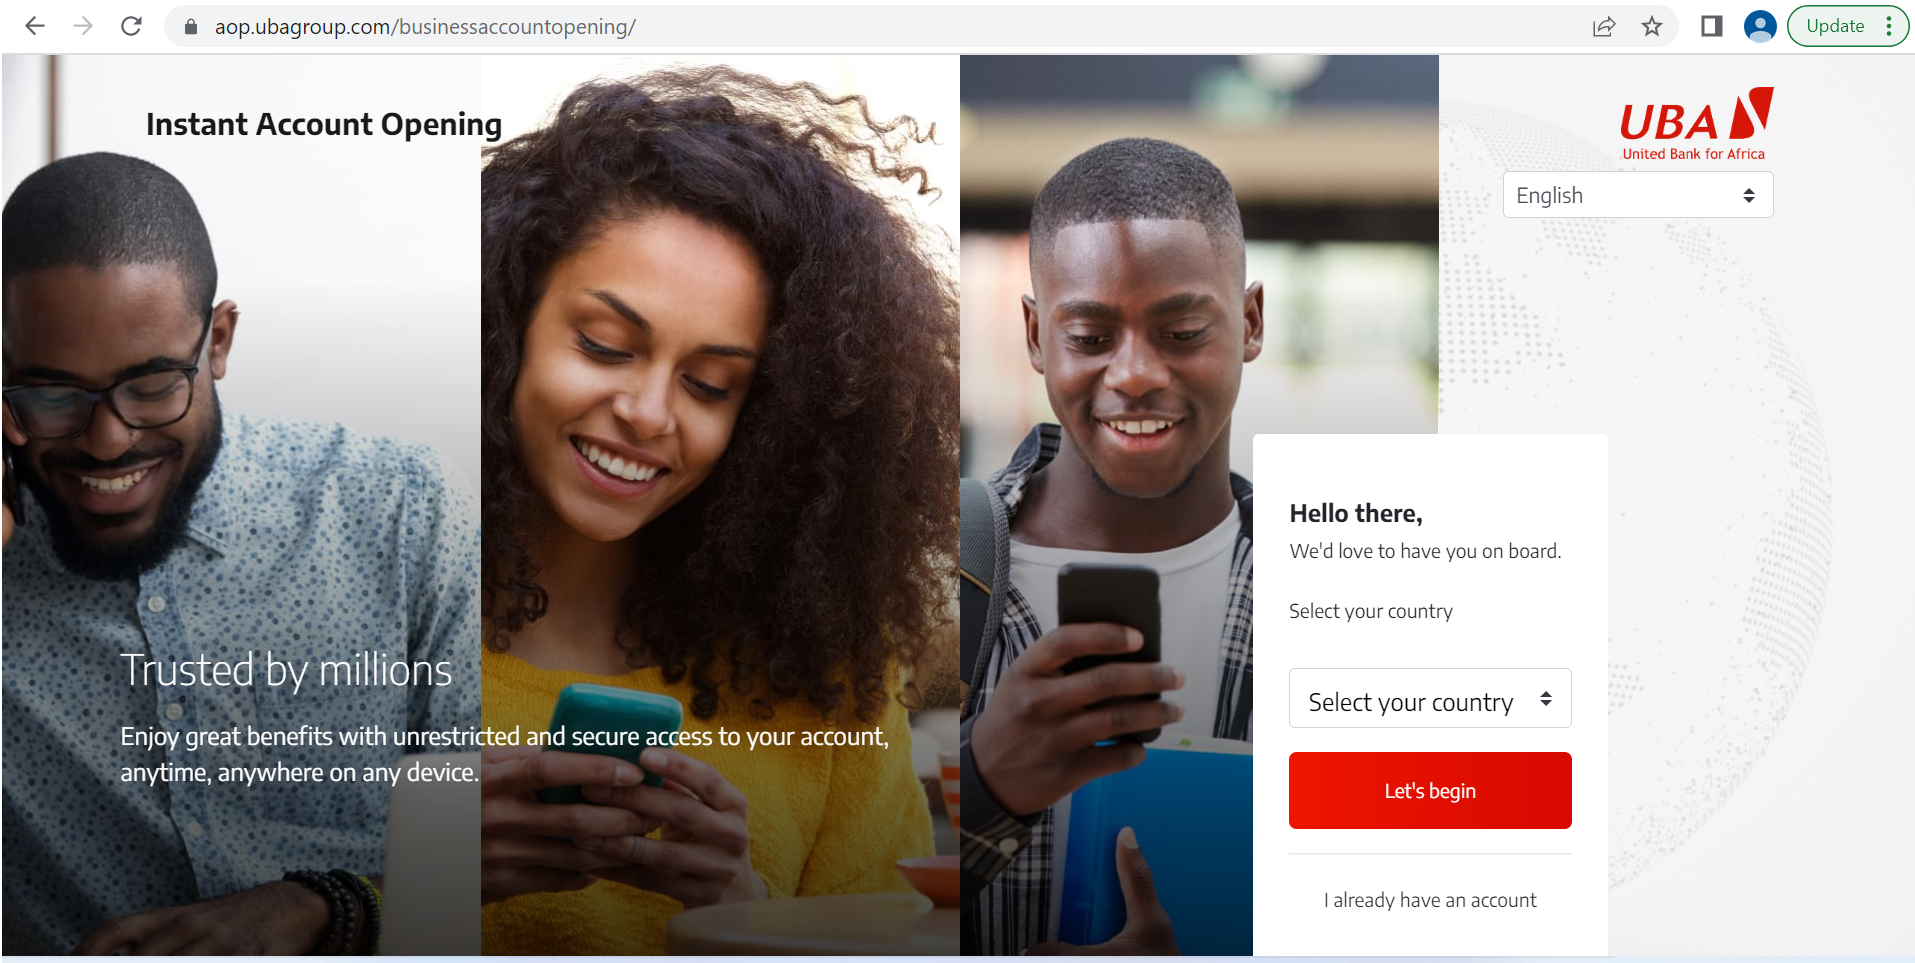 aop.ubagroup.com/businessaccountopening/
Update
Instant Account Opening
UBA
United Bank for Africa
English
Trusted by millions
Enjoy great benefits with unrestricted and secure access to your account,
anytime, anywhere on any device.
Hello there,
We'd love to have you on board.
Select your country
Select your country
Let's begin
I already have an account